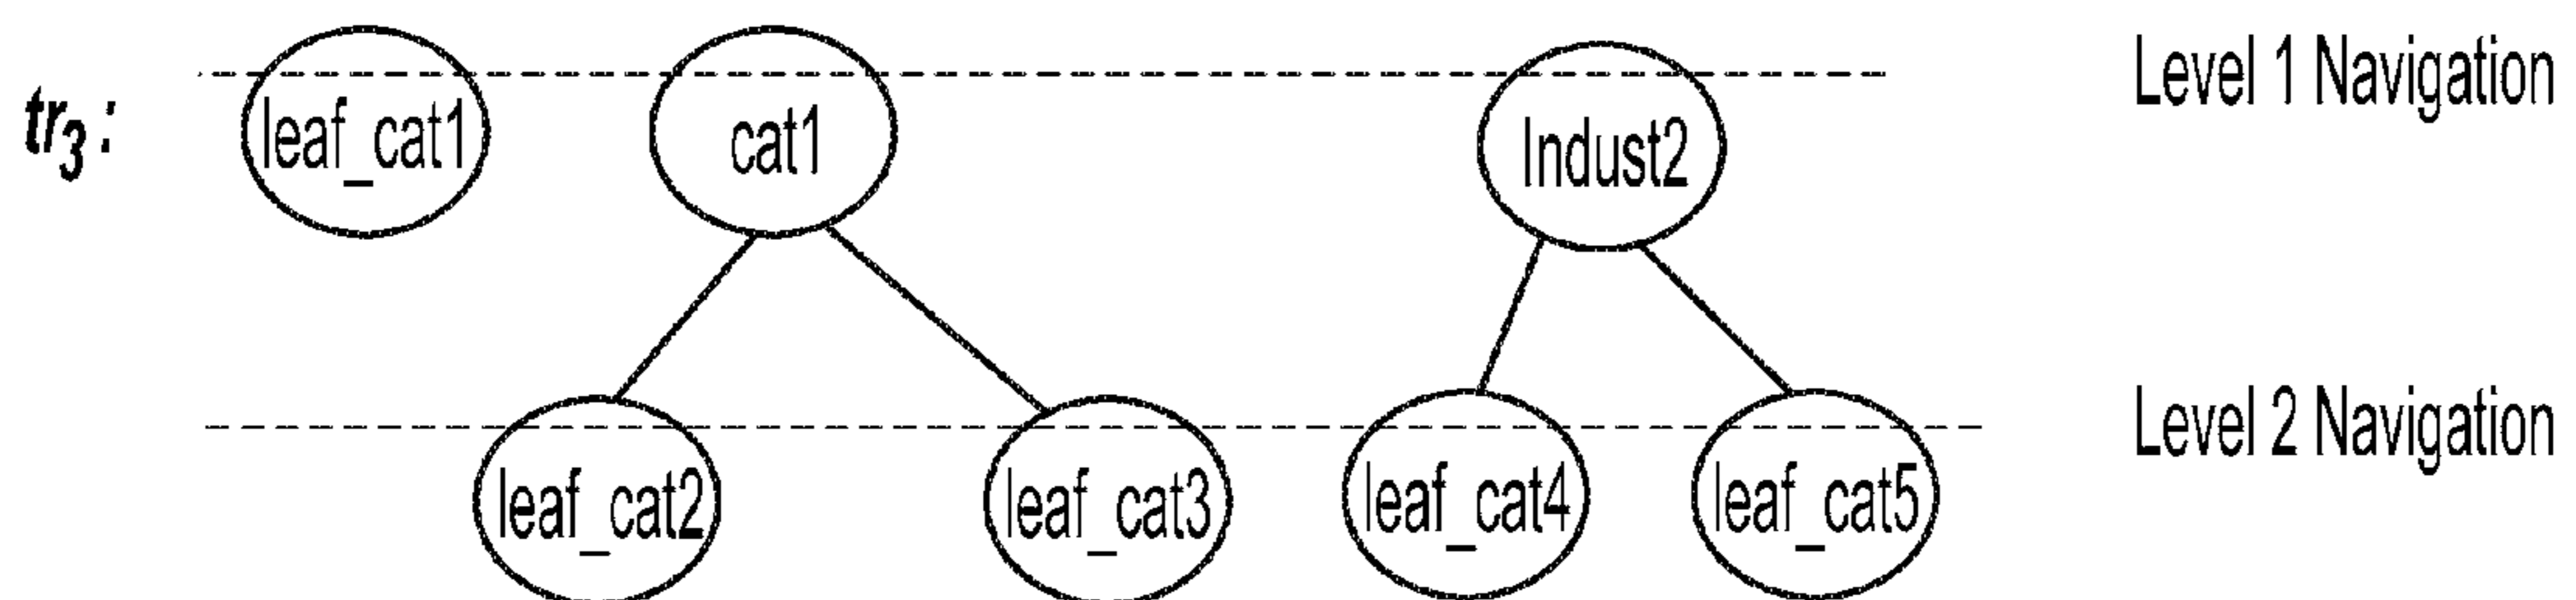 tr3 : leaf_cat1 cat1 Indust2 Level 1 Navigation
leaf_cat2 leaf_cat3 leaf_cat4 leaf_cat5 Level 2 Navigation